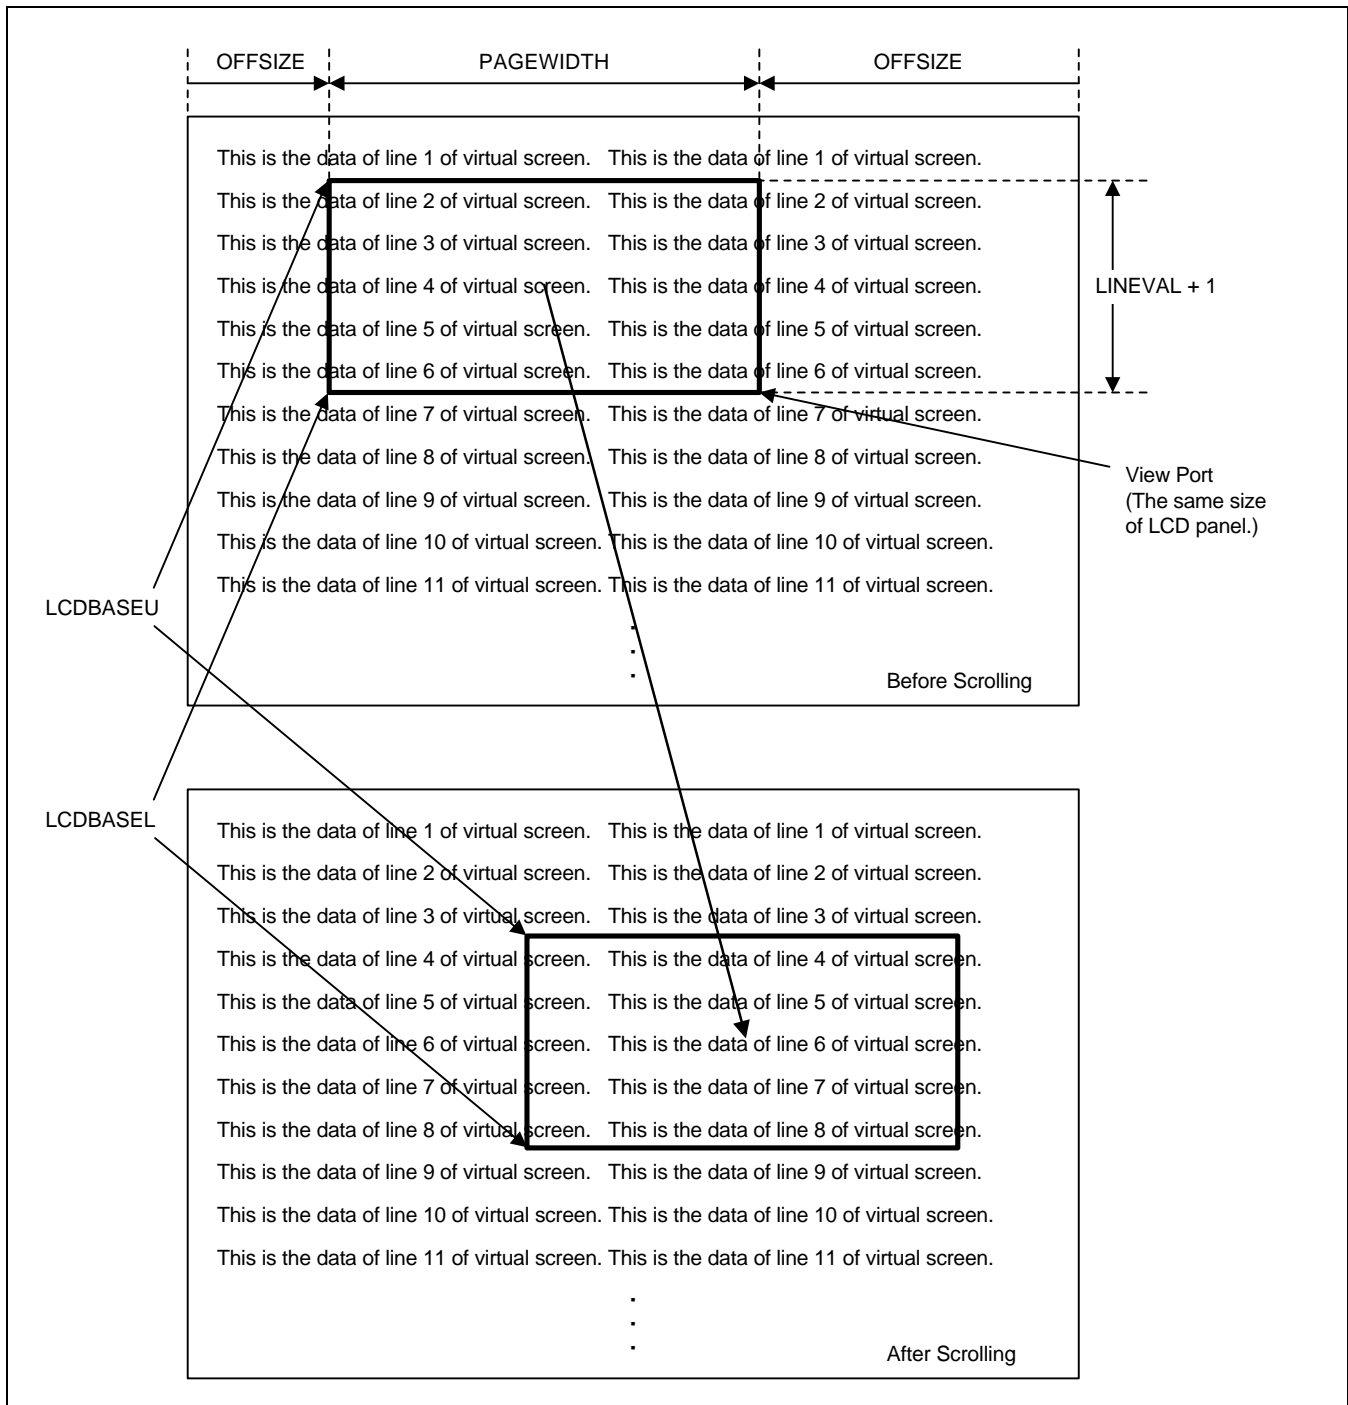 OFFSIZE PAGEWIDTH OFFSIZE
This is the data of line 1 of virtual screen. This is the data of line 1 of virtual screen.
This is the data of line 2 of virtual screen. This is the data of line 2 of virtual screen.
This is the data of line 3 of virtual screen. This is the data of line 3 of virtual screen.
This is the data of line 4 of virtual screen. This is the data of line 4 of virtual screen.
LINEVAL + 1
This is the data of line 5 of virtual screen. This is the data of line 5 of virtual screen.
This is the data of line 6 of virtual screen. This is the data of line 6 of virtual screen.
This is the data of line 7 of virtual screen. This is the data of line 7 of virtual screen.
This is the data of line 8 of virtual screen. This is the data of line 8 of virtual screen.
View Port
(The same size
of LCD panel.)
This is the data of line 9 of virtual screen. This is the data of line 9 of virtual screen.
This is the data of line 10 of virtual screen. This is the data of line 10 of virtual screen.
This is the data of line 11 of virtual screen. This is the data of line 11 of virtual screen.
LCDBASEU
.
.
.
Before Scrolling
LCDBASEL
This is the data of line 1 of virtual screen. This is the data of line 1 of virtual screen.
This is the data of line 2 of virtual screen. This is the data of line 2 of virtual screen.
This is the data of line 3 of virtual screen. This is the data of line 3 of virtual screen.
This is the data of line 4 of virtual screen. This is the data of line 4 of virtual screen.
This is the data of line 5 of virtual screen. This is the data of line 5 of virtual screen.
This is the data of line 6 of virtual screen. This is the data of line 6 of virtual screen.
This is the data of line 7 of virtual screen. This is the data of line 7 of virtual screen.
This is the data of line 8 of virtual screen. This is the data of line 8 of virtual screen.
This is the data of line 9 of virtual screen. This is the data of line 9 of virtual screen.
This is the data of line 10 of virtual screen. This is the data of line 10 of virtual screen.
This is the data of line 11 of virtual screen. This is the data of line 11 of virtual screen.
.
.
.
After Scrolling